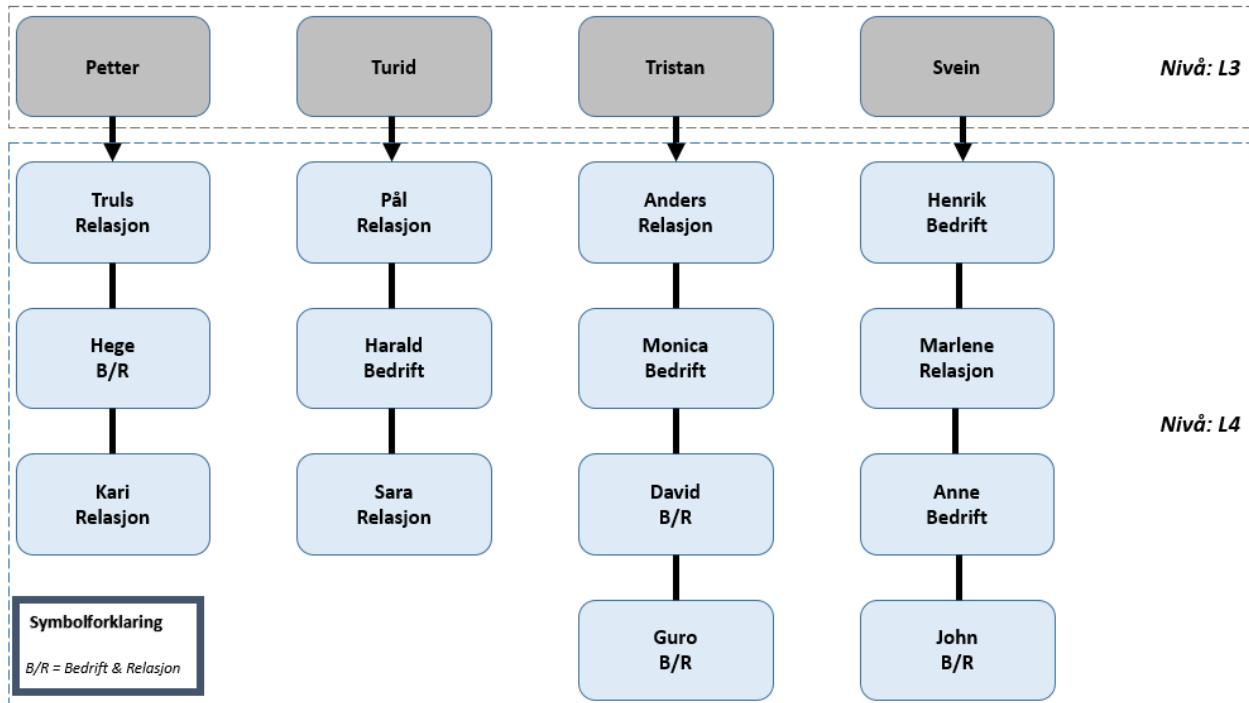 Petter
Turid
Tristan
Svein
Nivå: L3
Truls
Relasjon
Pål
Relasjon
Anders
Relasjon
Henrik
Bedrift
Hege
B/R
Harald
Bedrift
Monica
Bedrift
Marlene
Relasjon
Nivå: L4
Kari
Relasjon
Sara
Relasjon
David
B/R
Anne
Bedrift
Symbolforklaring
B/R = Bedrift & Relasjon
Guro
B/R
John
B/R